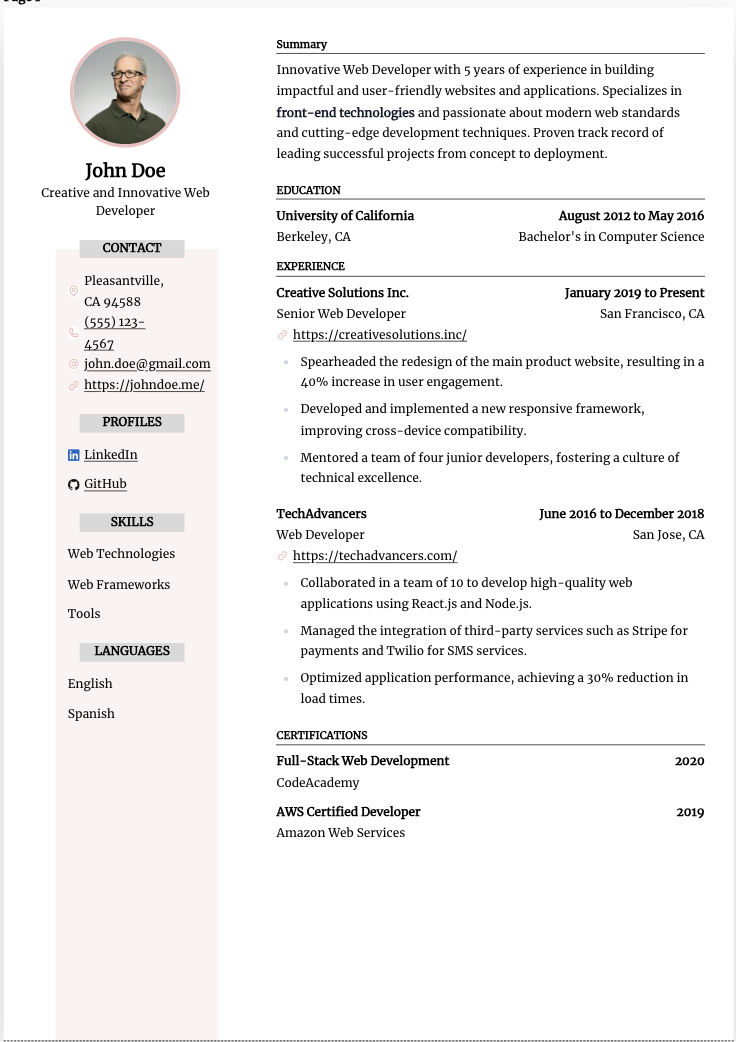 John Doe
Creative and Innovative Web
Developer
CONTACT
Pleasantville,
CA 94588
(555) 123-
4567
john.doe@gmail.com
https://johndoe.me/
PROFILES
LinkedIn
GitHub
SKILLS
Web Technologies
Web Frameworks
Tools
LANGUAGES
English
Spanish
Summary
Innovative Web Developer with 5 years of experience in building
impactful and user-friendly websites and applications. Specializes in
front-end technologies and passionate about modern web standards
and cutting-edge development techniques. Proven track record of
leading successful projects from concept to deployment.
EDUCATION
University of California August 2012 to May 2016
Berkeley, CA Bachelor's in Computer Science
EXPERIENCE
Creative Solutions Inc. January 2019 to Present
Senior Web Developer San Francisco, CA
https://creativesolutions.inc/
Spearheaded the redesign of the main product website, resulting in a
40% increase in user engagement.
Developed and implemented a new responsive framework,
improving cross-device compatibility.
Mentored a team of four junior developers, fostering a culture of
technical excellence.
TechAdvancers June 2016 to December 2018
Web Developer San Jose, CA
https://techadvancers.com/
Collaborated in a team of 10 to develop high-quality web
applications using React.js and Node.js.
Managed the integration of third-party services such as Stripe for
payments and Twilio for SMS services.
Optimized application performance, achieving a 30% reduction in
load times.
CERTIFICATIONS
Full-Stack Web Development 2020
CodeAcademy
AWS Certified Developer 2019
Amazon Web Services